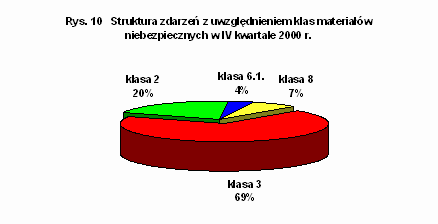 Rys. 10 Struktura zdarzeń z uwzględnieniem klas materiałów
niebezpiecznych w IV kwartale 2000 r.
klasa 2
20%
klasa 6.1.
4%
klasa 8
7%
klasa 3
69%